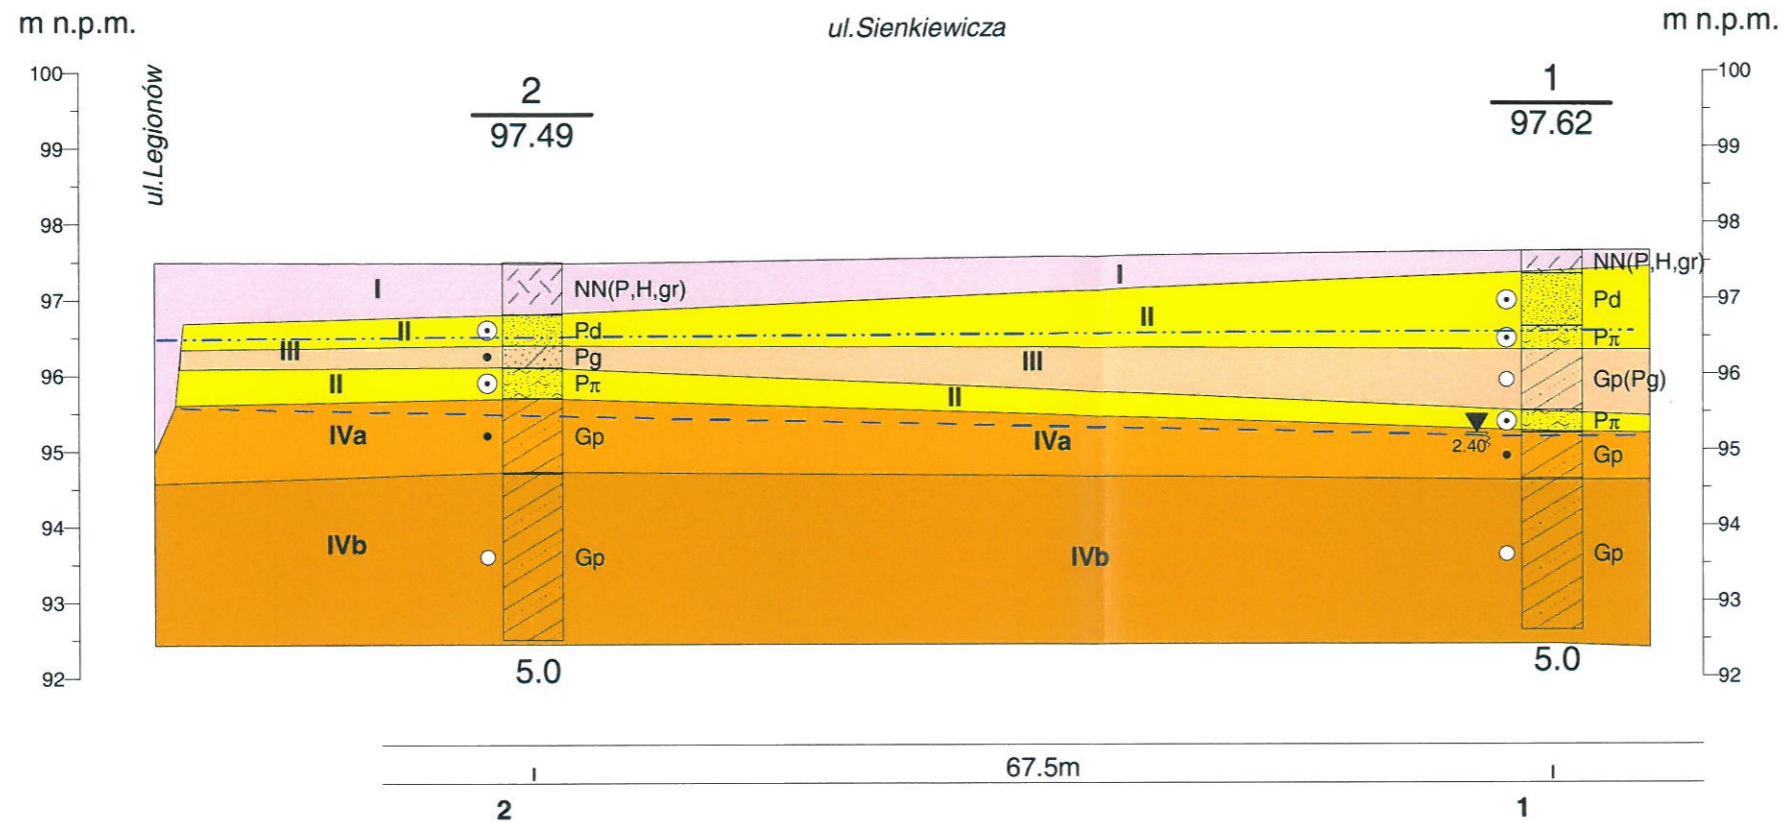 m n.p.m.
ul.Sienkiewicza
m n.p.m.
ul.Legionów
100
99
98
97
96
95
94
93
92
2
97.49
1
97.62
100
99
98
97
96
95
94
93
92
I
I
NN(P,H,gr)
NN(P,H,gr)
II
Pd
II
Pd
Pπ
III
Pg
III
Gp(Pg)
II
Pπ
II
Pπ
IVa
Gp
IVa
2.40
Gp
IVb
Gp
IVb
Gp
5.0
5.0
67.5m
2
1